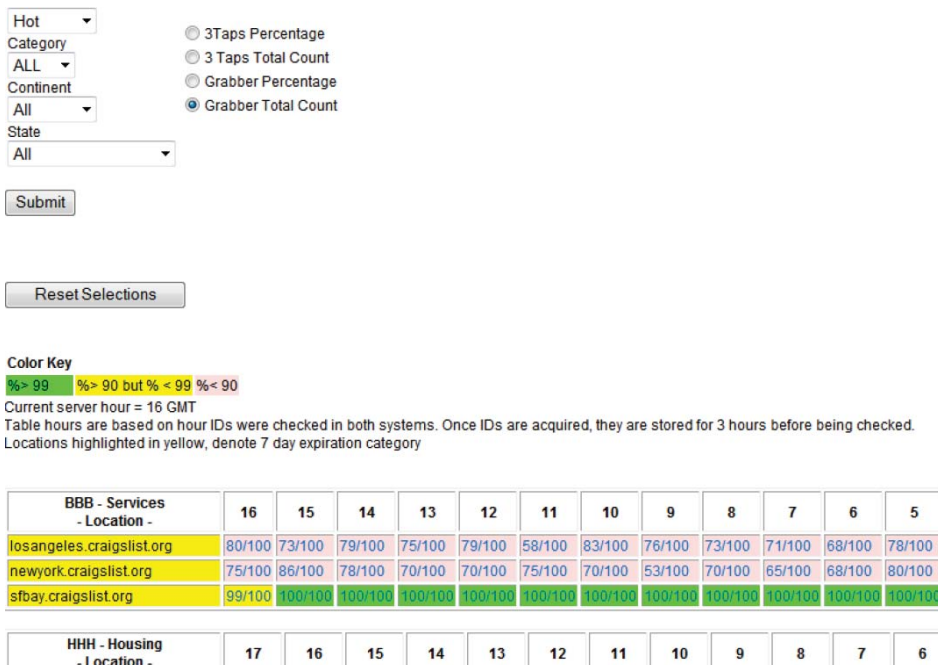 Hot
Category
ALL
Continent
All
State
All
3Taps Percentage
3 Taps Total Count
Grabber Percentage
Grabber Total Count
Submit
Reset Selections
Color Key
%> 99 %> 90 but % < 99 %< 90
Current server hour = 16 GMT
Table hours are based on hour IDs were checked in both systems. Once IDs are acquired, they are stored for 3 hours before being checked.
Locations highlighted in yellow, denote 7 day expiration category
BBB - Services
- Location - 16 15 14 13 12 11 10 9 8 7 6 5
losangeles.craigslist.org 80/100 73/100 79/100 75/100 79/100 58/100 83/100 76/100 73/100 71/100 68/100 78/100
newyork.craigslist.org 75/100 86/100 78/100 70/100 70/100 75/100 70/100 53/100 70/100 65/100 68/100 80/100
sfbay.craigslist.org 99/100 100/100 100/100 100/100 100/100 100/100 100/100 100/100 100/100 100/100 100/100 100/100
HHH - Housing
- Location - 17 16 15 14 13 12 11 10 9 8 7 6